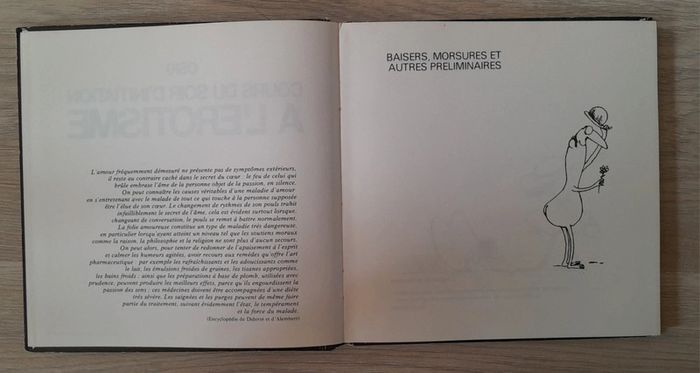 L'amour fréquemment démesuré ne présente pas de symptômes extérieurs,
il reste au contraire caché dans le secret du cœur : le feu de celui qui
brûle embrase l'âme de la personne objet de la passion, en silence.
On peut connaître les causes véritables d'une maladie d'amour
en s'entretenant avec le malade de tout ce qui touche à la personne supposée
être l'élue de son cœur. Le changement de rythmes de son pouls trahit
infailliblement le secret de l'âme, cela est évident surtout lorsque,
changeant de conversation, le pouls se remet à battre normalement.
La folie amoureuse constitue un type de maladie très dangereuse,
en particulier lorsqu'ayant atteint un niveau tel que les soutiens moraux
comme la raison, la philosophie et la religion ne sont plus d'aucun secours.
On peut alors, pour tenter de redonner de l'apaisement à l'esprit
et calmer les humeurs agitées, avoir recours aux remèdes qu'offre l'art
pharmaceutique : par exemple les rafraîchissants et les adoucissants comme
le lait, les émulsions froides de graines, les tisanes appropriées,
les bains froids ; ainsi que les préparations à base de plomb, utilisées avec
prudence, peuvent produire les meilleurs effets, parce qu'ils engourdissent la
passion des sens ; ces médecines doivent être accompagnées d'une diète
très sévère. Les saignées et les purges peuvent de même faire
partie du traitement, suivant évidemment l'état, le tempérament
et la force du malade.
(Encyclopédie de Diderot et d'Alembert)
BAISERS, MORSURES ET
AUTRES PRELIMINAIRES
OSÉ
COURS DU SOIR D'INITIATION
A L'EROTISME